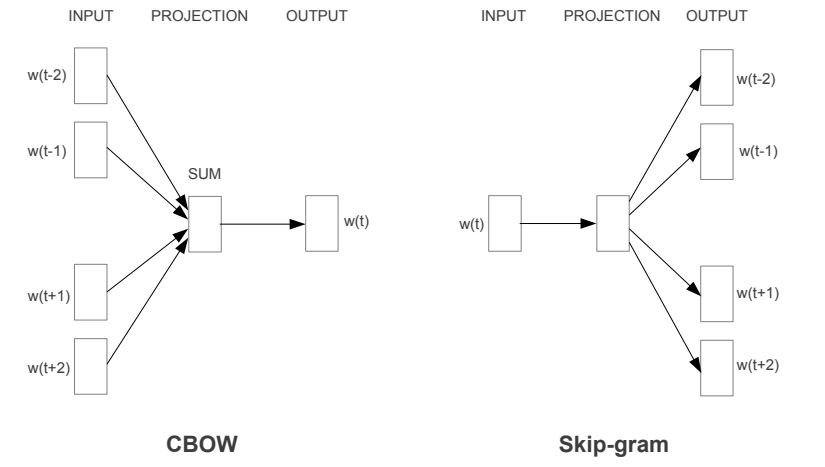 INPUT PROJECTION OUTPUT
w(t-2)
w(t-1)
SUM
w(t)
w(t+1)
w(t+2)
CBOW
INPUT PROJECTION OUTPUT
w(t-2)
w(t-1)
w(t)
w(t+1)
w(t+2)
Skip-gram